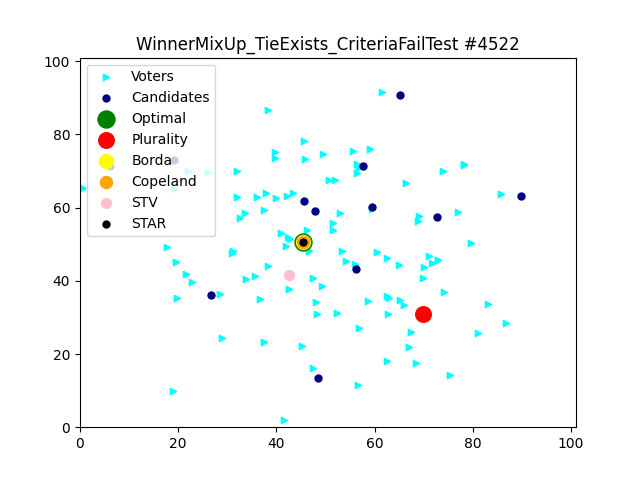 WinnerMixUp_TieExists_CriteriaFailTest #4522
100
80
60
40
20
0
Voters
Candidates
Optimal
Plurality
Borda
Copeland
STV
STAR
0 20 40 60 80 100